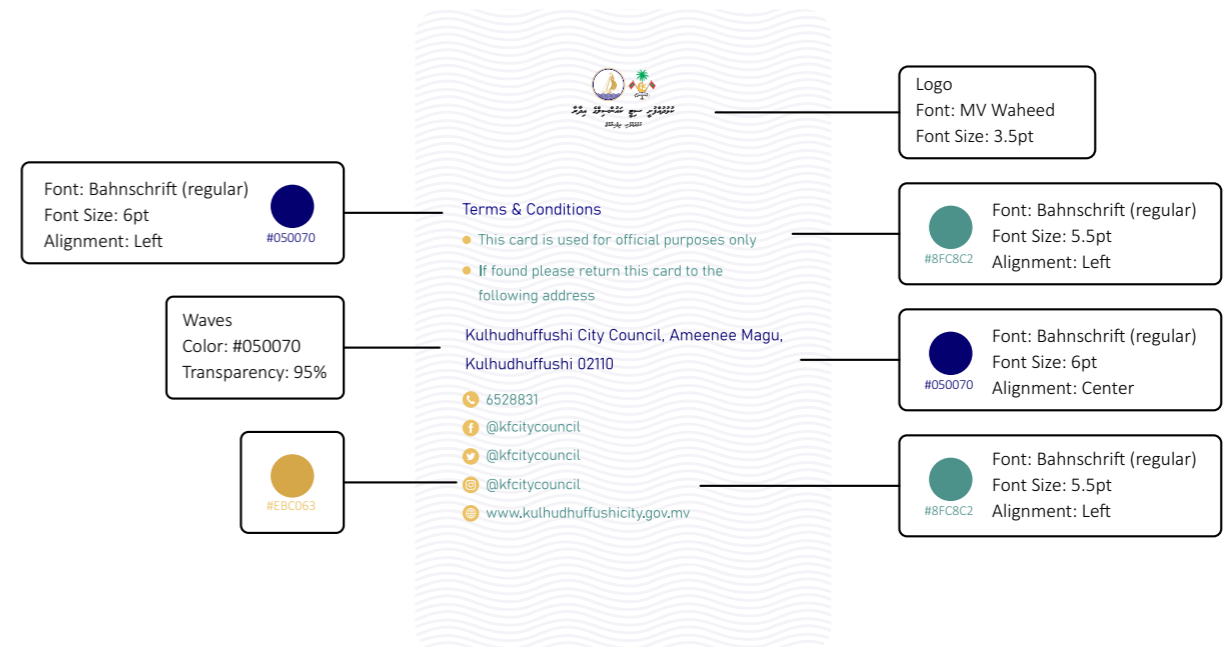 ކުޅުދުއްފުށީ ސިޓީ ކައުންސިލްގެ އިދާރާ
Logo
Font: MV Waheed
Font Size: 3.5pt
Font: Bahnschrift (regular)
Font Size: 6pt
Alignment: Left
#050070
Terms & Conditions
This card is used for official purposes only
If found please return this card to the
following address
Font: Bahnschrift (regular)
Font Size: 5.5pt
Alignment: Left
#8FC8C2
Waves
Color: #050070
Transparency: 95%
Kulhudhuffushi City Council, Ameenee Magu,
Kulhudhuffushi 02110
Font: Bahnschrift (regular)
Font Size: 6pt
Alignment: Center
#050070
#EBC063
6528831
@kfcitycouncil
@kfcitycouncil
@kfcitycouncil
www.kulhudhuffushicity.gov.mv
Font: Bahnschrift (regular)
Font Size: 5.5pt
Alignment: Left
#8FC8C2